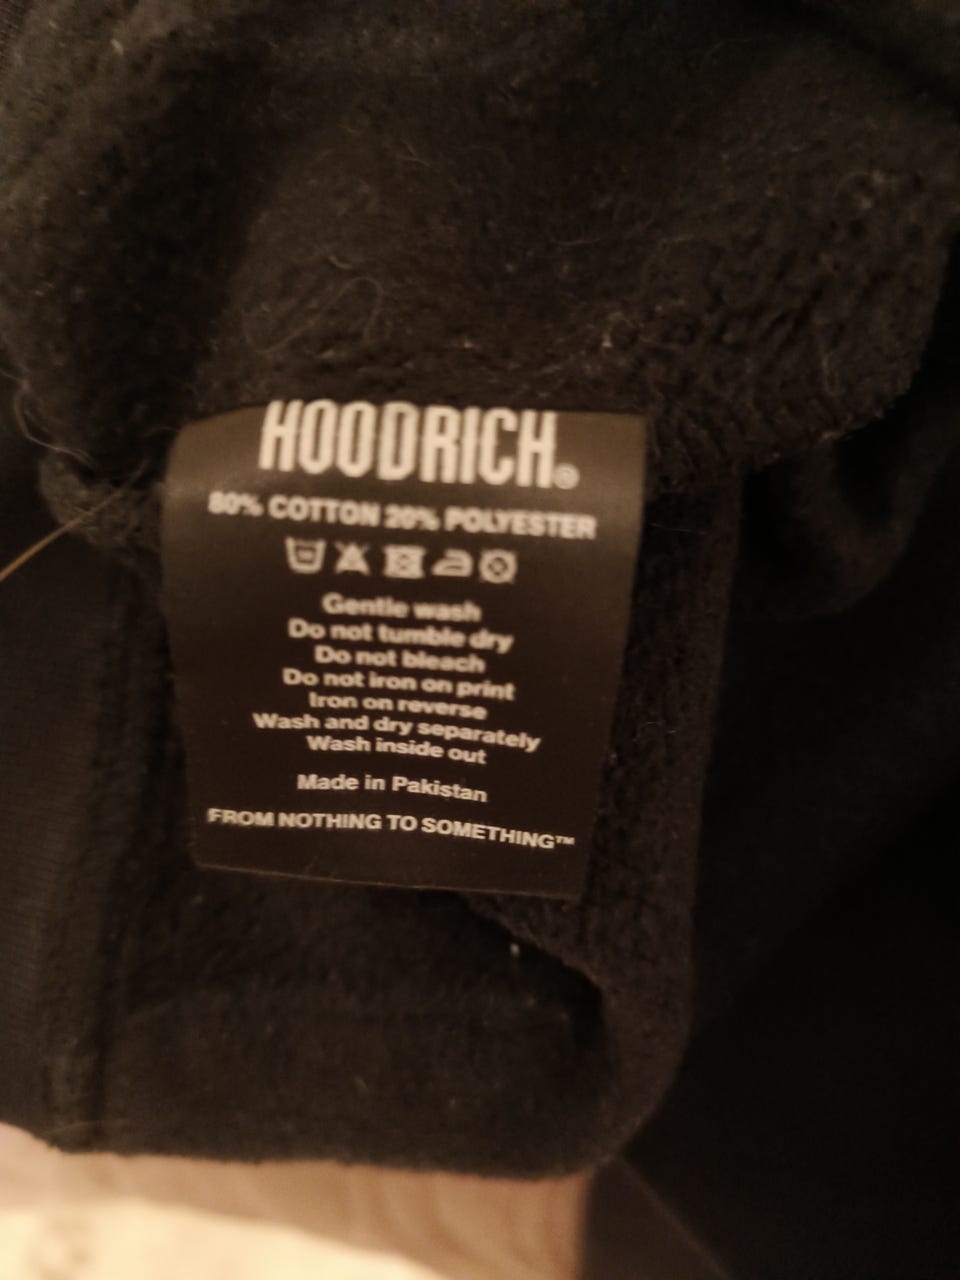 HOODRICH®
80% COTTON 20% POLYESTER
Gentle wash
Do not tumble dry
Do not bleach
Do not iron on print
Iron on reverse
Wash and dry separately
Wash inside out
Made in Pakistan
FROM NOTHING TO SOMETHING™